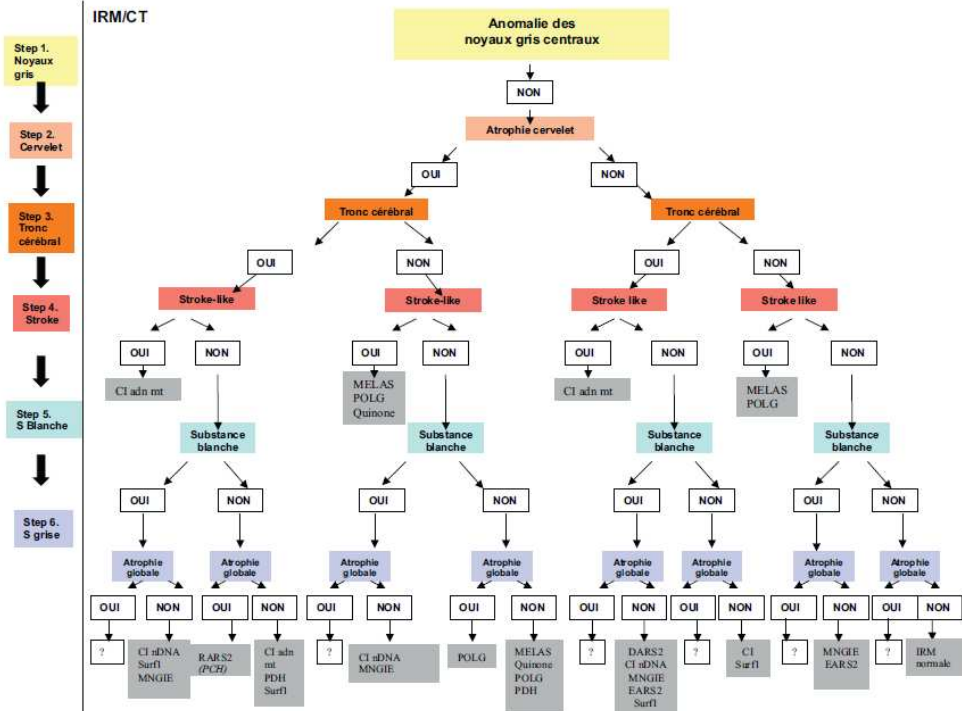 IRM/CT
Step 1.
Noyaux
gris
Step 2.
Cervelet
Step 3.
Tronc
cérébral
Step 4.
Stroke
Step 5.
S Blanche
Step 6.
S grise
Anomalie des
noyaux gris centraux
NON
Atrophie cervelet
OUI
NON
Tronc cérébral
Tronc cérébral
OUI
NON
OUI
NON
Stroke-like
Stroke-like
Stroke like
Stroke like
OUI
NON
OUI
NON
OUI
NON
OUI
NON
CI adn mt
MELAS
POLG
Quinone
CI adn mt
MELAS
POLG
Substance
blanche
Substance
blanche
Substance
blanche
Substance
blanche
OUI
NON
OUI
NON
OUI
NON
OUI
NON
Atrophie
globale
Atrophie
globale
Atrophie
globale
Atrophie
globale
Atrophie
globale
Atrophie
globale
Atrophie
globale
Atrophie
globale
OUI
NON
OUI
NON
OUI
NON
OUI
NON
OUI
NON
OUI
NON
OUI
NON
OUI
NON
?
CI nDNA
Surf1
MNGIE
RARS2
(PCH)
CI adn
mt
PDH
Surf1
?
CI nDNA
MNGIE
POLG
MELAS
Quinone
POLG
PDH
?
DARS2
CI nDNA
MNGIE
EARS2
Surf1
?
CI
Surf1
?
MNGIE
EARS2
?
IRM
normale